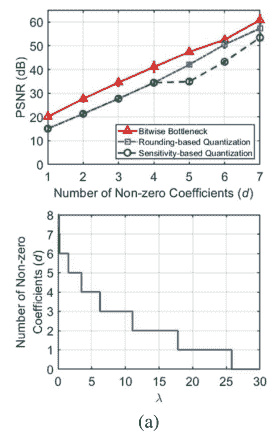 60
50
40
30
20
10
0
PSNR (dB)
Bitwise Bottleneck
Rounding-based Quantization
Sensitivity-based Quantization
1 2 3 4 5 6 7
Number of Non-zero Coefficients (d)
8
7
6
5
4
3
2
1
0
Number of Non-zero
Coefficients (d)
0 5 10 15 20 25 30
λ
(a)